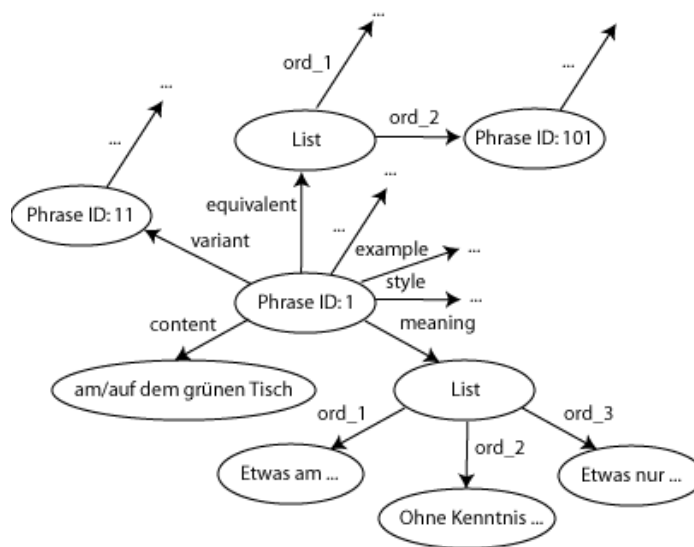 ...
ord_1
...
...
...
ord_2
List
Phrase ID: 101
...
...
Phrase ID: 11
equivalent
variant
...
example
...
style
Phrase ID: 1
...
content
meaning
am/auf dem grünen Tisch
List
ord_1
ord_3
ord_2
Etwas am ...
Etwas nur ...
Ohne Kenntnis ...